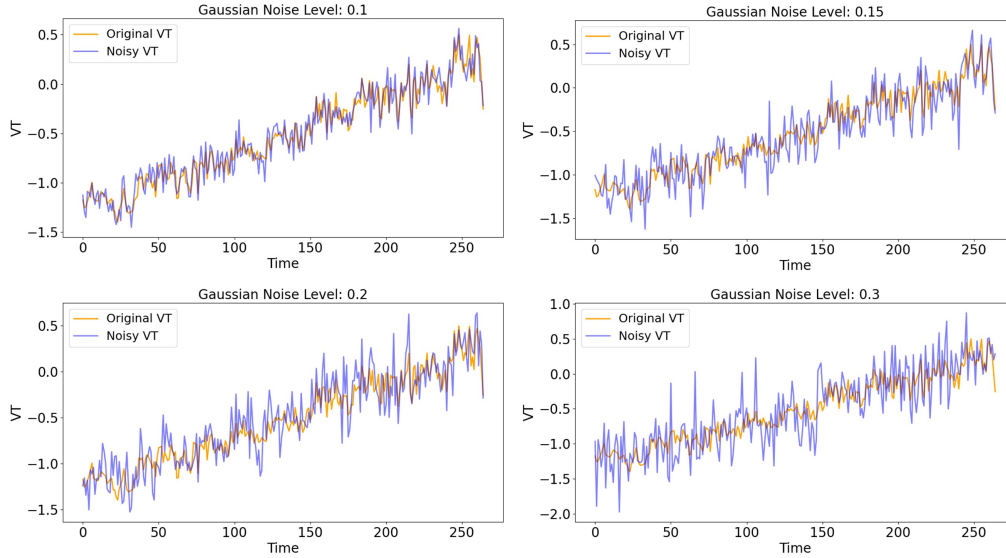 Gaussian Noise Level: 0.1
Original VT
Noisy VT
0.5
0.0
−0.5
−1.0
−1.5
VT
0 50 100 150 200 250
Time
Gaussian Noise Level: 0.15
Original VT
Noisy VT
0.5
0.0
−0.5
−1.0
−1.5
VT
0 50 100 150 200 250
Time
Gaussian Noise Level: 0.2
Original VT
Noisy VT
0.5
0.0
−0.5
−1.0
−1.5
VT
0 50 100 150 200 250
Time
Gaussian Noise Level: 0.3
Original VT
Noisy VT
1.0
0.5
0.0
−0.5
−1.0
−1.5
−2.0
VT
0 50 100 150 200 250
Time